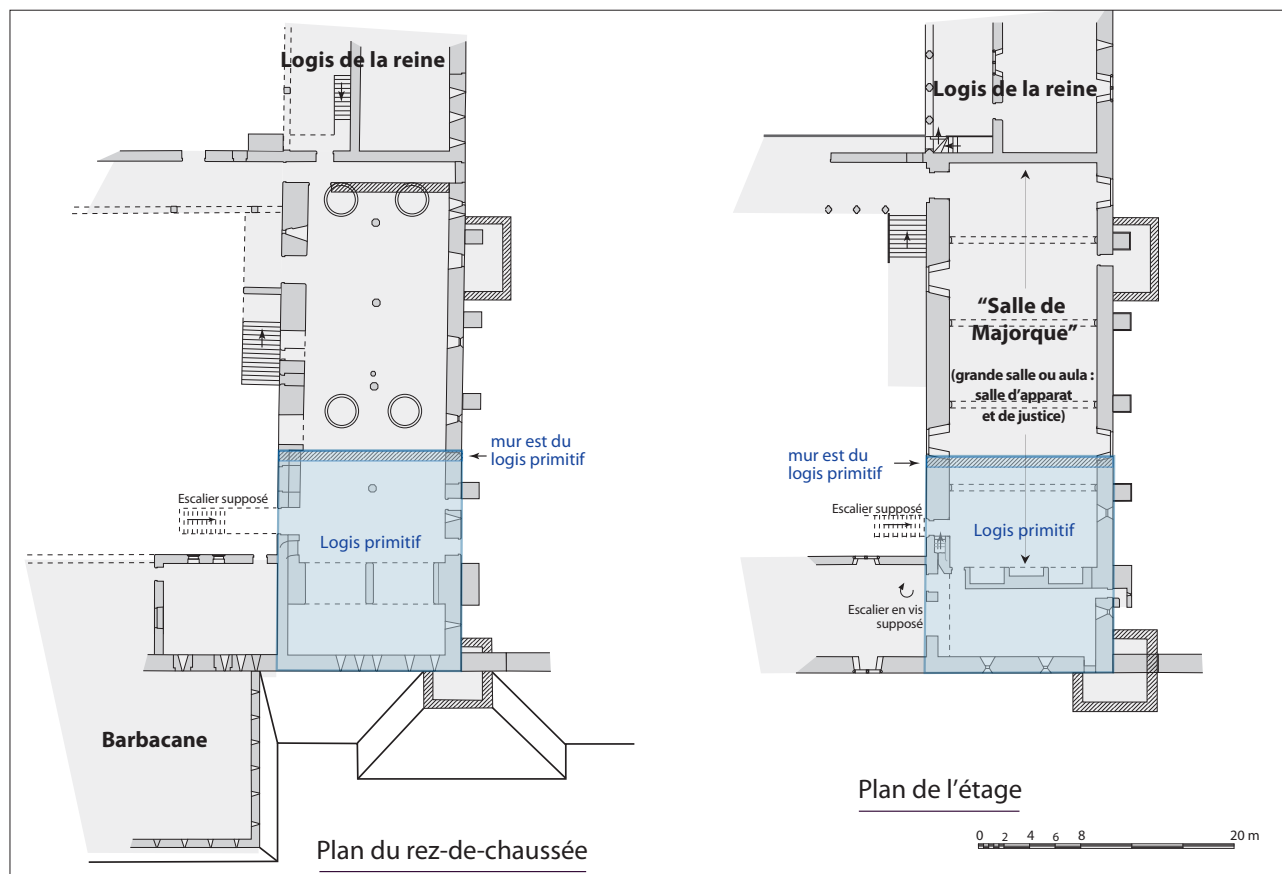 Logis de la reine
mur est du
logis primitif
Escalier supposé
Logis primitif
Barbacane
Plan du rez-de-chaussée
Logis de la reine
“Salle de
Majorque”
(grande salle ou aula :
salle d’apparat
et de justice)
mur est du
logis primitif
Escalier supposé
Logis primitif
Escalier en vis
supposé
Plan de l’étage
0 2 4 6 8 20 m